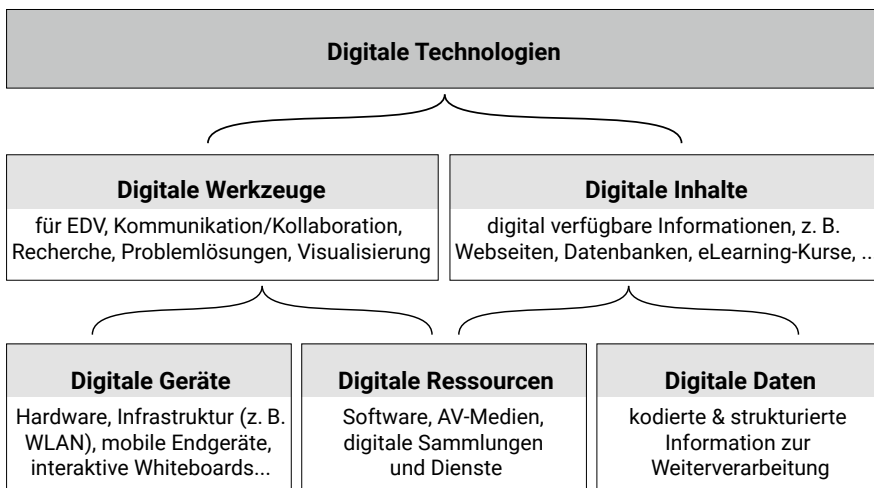 Digitale Technologien
Digitale Werkzeuge
für EDV, Kommunikation/Kollaboration,
Recherche, Problemlösungen, Visualisierung
Digitale Inhalte
digital verfügbare Informationen, z. B.
Webseiten, Datenbanken, eLearning-Kurse, ..
Digitale Geräte
Hardware, Infrastruktur (z. B.
WLAN), mobile Endgeräte,
interaktive Whiteboards...
Digitale Ressourcen
Software, AV-Medien,
digitale Sammlungen
und Dienste
Digitale Daten
kodierte & strukturierte
Information zur
Weiterverarbeitung